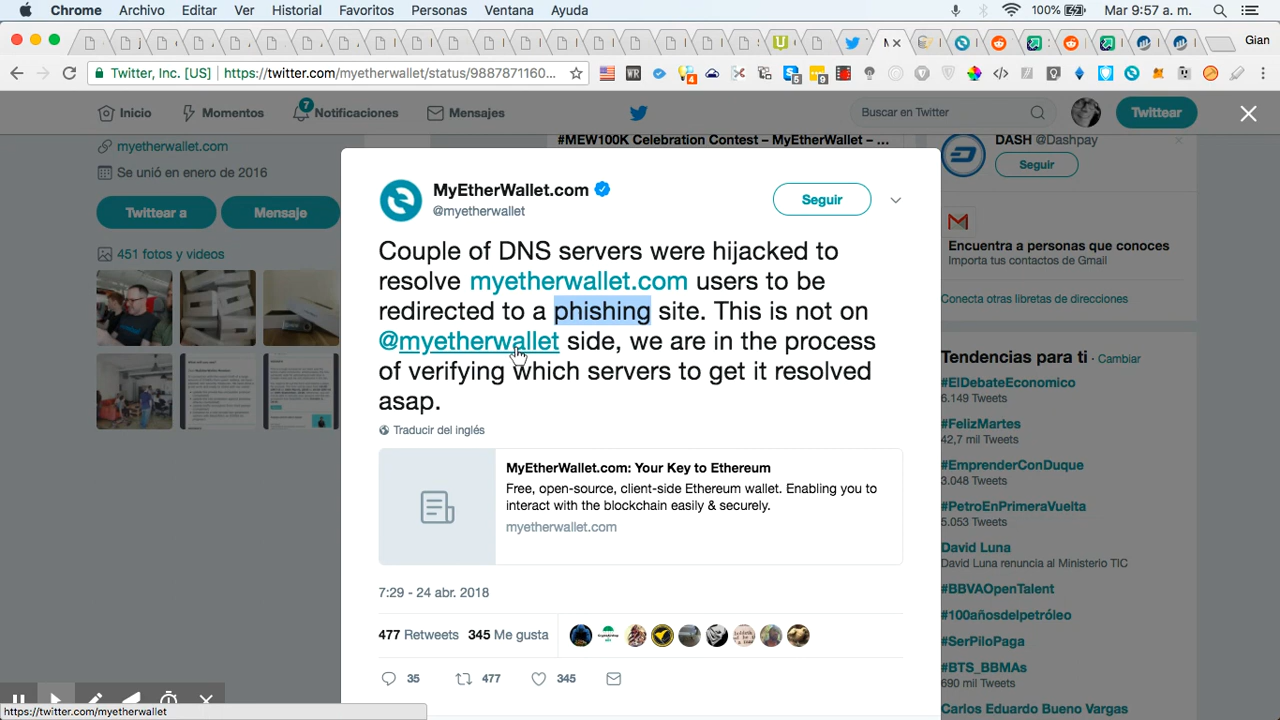 Chrome Archivo Editar Ver Historial Favoritos Personas Ventana Ayuda 100% Mar 9:57 a. m.
Gian
Twitter, Inc. [US] https://twitter.com/myetherwallet/status/9887871160...
Inicio Momentos 7 Notificaciones Mensajes Buscar en Twitter Twittear
myetherwallet.com
Se unió en enero de 2016
Twittear a Mensaje
451 fotos y videos
#MEW100K Celebration Contest – MyEtherWallet – ...
MyEtherWallet.com
@myetherwallet
Seguir
Couple of DNS servers were hijacked to
resolve myetherwallet.com users to be
redirected to a phishing site. This is not on
@myetherwallet side, we are in the process
of verifying which servers to get it resolved
asap.
Traducir del inglés
MyEtherWallet.com: Your Key to Ethereum
Free, open-source, client-side Ethereum wallet. Enabling you to
interact with the blockchain easily & securely.
myetherwallet.com
7:29 - 24 abr. 2018
477 Retweets 345 Me gusta
35 477 345
DASH @Dashpay
Seguir
Encuentra a personas que conoces
Importa tus contactos de Gmail
Conecta otras libretas de direcciones
Tendencias para ti · Cambiar
#ElDebateEconomico
6.149 Tweets
#FelizMartes
42,7 mil Tweets
#EmprenderConDuque
3.048 Tweets
#PetroEnPrimeraVuelta
5.053 Tweets
David Luna
David Luna renuncia al Ministerio TIC
#BBVAOpenTalent
#100añosdelpetróleo
#SerPiloPaga
#BTS_BBMAs
690 mil Tweets
Carlos Eduardo Bueno Vargas
https://twitter.com/myetherwallet